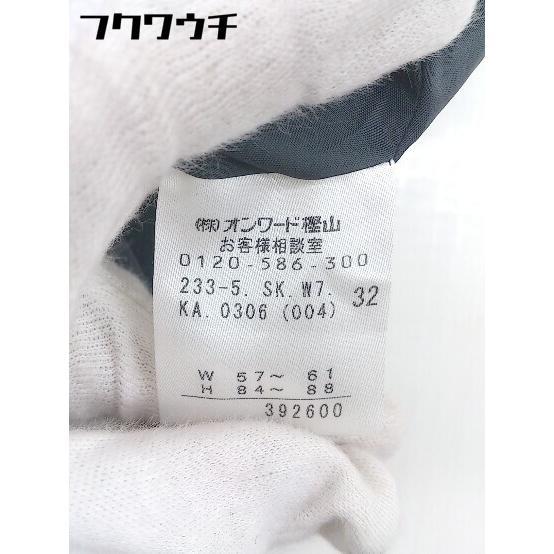 フクワウチ
(株)オンワード樫山
お客様相談室
0120-586-300
233-5. SK. W7. 32
KA. 0306 (004)
W 57～ 61
H 84～ 88
392600